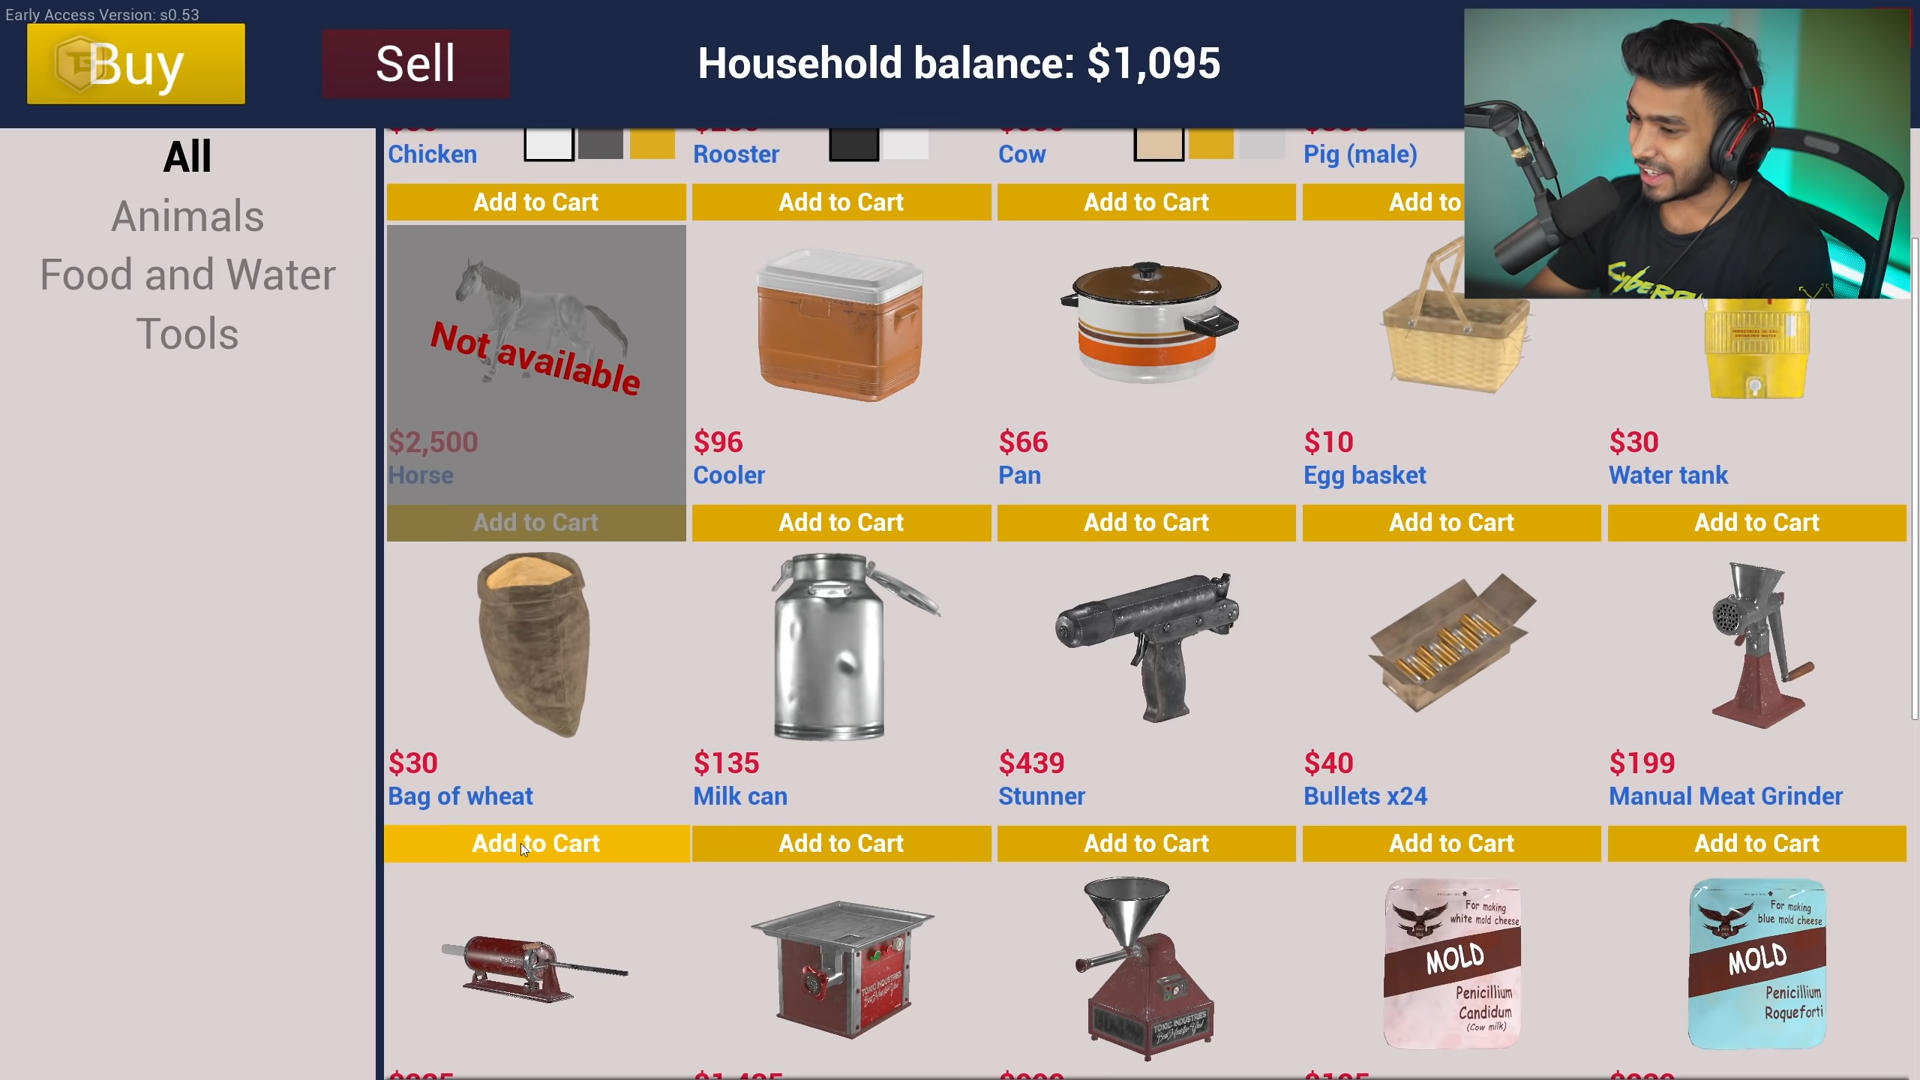 Early Access Version: s0.53
Buy
Sell
Household balance: $1,095
All
Animals
Food and Water
Tools
Chicken
Rooster
Cow
Pig (male)
Add to Cart
Add to Cart
Add to Cart
Add to
Not available
$2,500
Horse
Add to Cart
$96
Cooler
Add to Cart
$66
Pan
Add to Cart
$10
Egg basket
Add to Cart
$30
Water tank
Add to Cart
$30
Bag of wheat
Add to Cart
$135
Milk can
Add to Cart
$439
Stunner
Add to Cart
$40
Bullets x24
Add to Cart
$199
Manual Meat Grinder
Add to Cart
TOXIC INDUSTRIES
TOXIC INDUSTRIES
For making
white mold cheese
MOLD
Penicillium
Candidum
(Cow milk)
For making
blue mold cheese
MOLD
Penicillium
Roqueforti